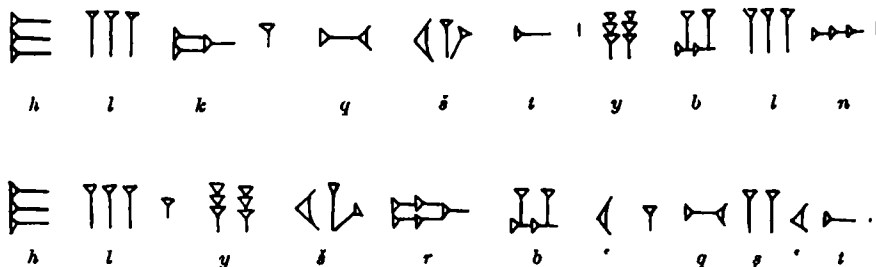 𐎅𐎍𐎋𐎟𐎖𐎌𐎚 | 𐎊𐎁𐎍𐎐 |
h l k q š t y b l n
𐎅𐎍𐎟𐎊𐎌𐎗𐎁𐎓𐎟𐎖𐎕𐎓𐎚 .
h l y š r b ʿ q ṣ ʿ t